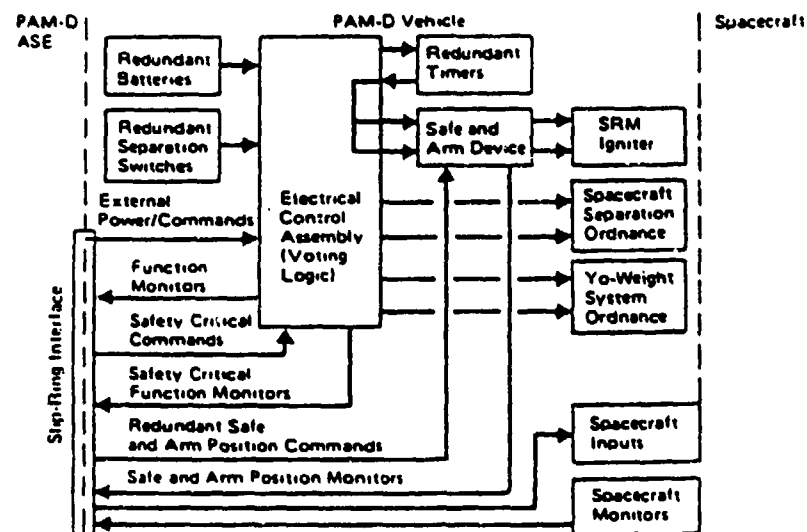 PAM-D
ASE
PAM-D Vehicle
Spacecraft
Redundant
Batteries
Redundant
Timers
Redundant
Separation
Switches
Safe and
Arm Device
SRM
Igniter
External
Power/Commands
Electrical
Control
Assembly
(Voting
Logic)
Spacecraft
Separation
Ordnance
Function
Monitors
Yo-Weight
System
Ordnance
Slip-Ring Interface
Safety Critical
Commands
Safety Critical
Function Monitors
Redundant Safe
and Arm Position Commands
Spacecraft
Inputs
Safe and Arm Position Monitors
Spacecraft
Monitors